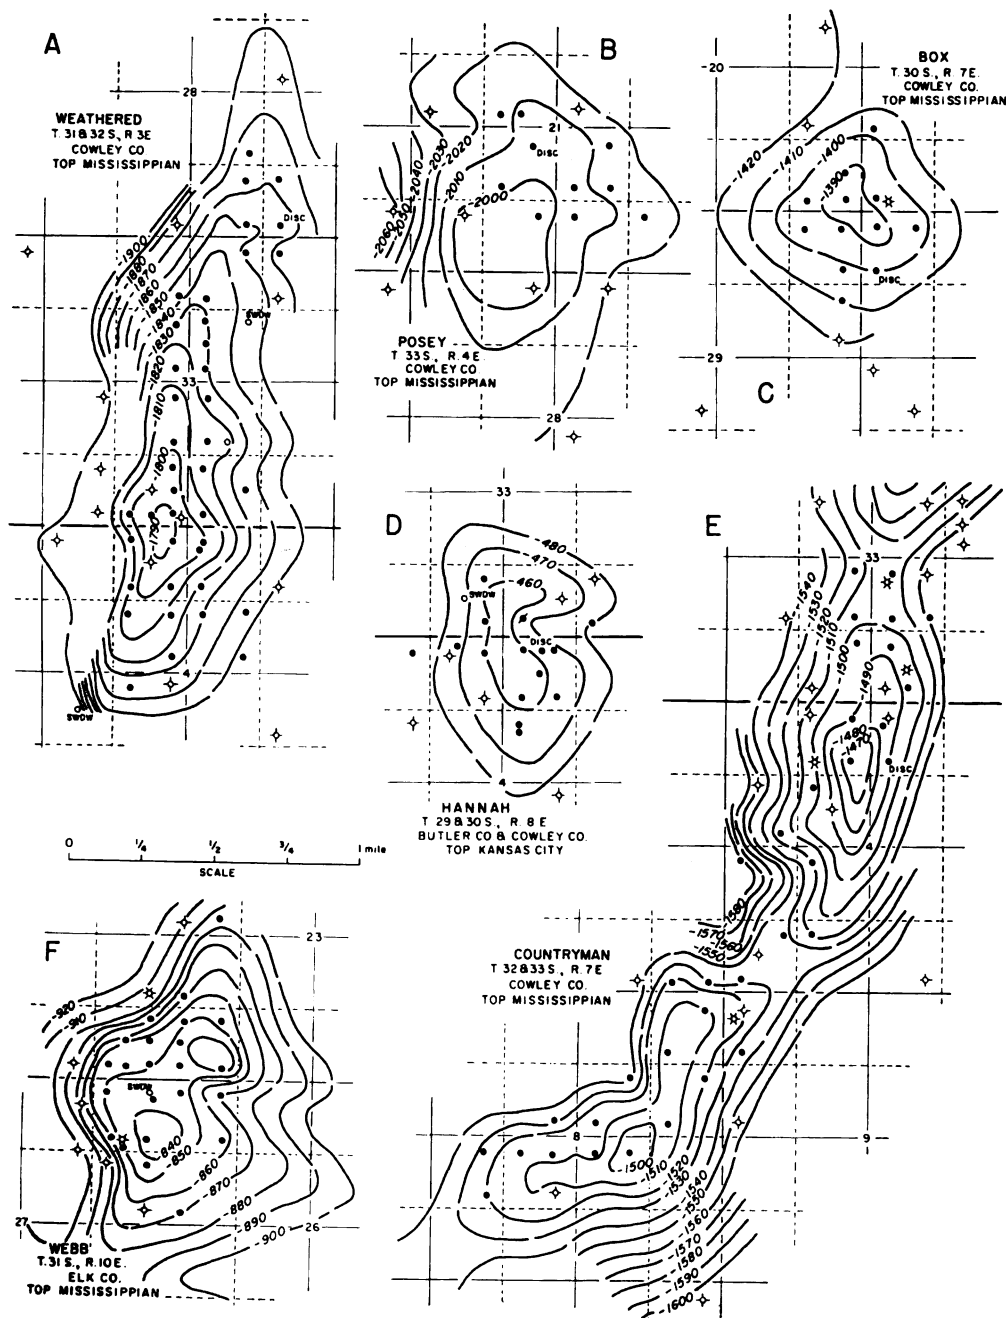 A
28
WEATHERED
T. 31 & 32 S., R. 3E
COWLEY CO
TOP MISSISSIPPIAN
DISC
-1900
-1880
-1870
-1860
-1850
-1840
-1830
-1820
-1810
-1800
-1790
SWDW
33
4
SWDW
B
21
DISC
-2060
-2050
-2040
-2030
-2020
-2010
-2000
POSEY
T. 33 S., R. 4 E.
COWLEY CO.
TOP MISSISSIPPIAN
28
BOX
T. 30 S., R. 7E.
COWLEY CO.
TOP MISSISSIPPIAN
20
-1420
-1410
-1400
-1390
DISC
29
C
D
33
-480
-470
-460
SWDW
DISC
4
HANNAH
T. 29 & 30 S., R. 8 E
BUTLER CO & COWLEY CO.
TOP KANSAS CITY
0 1/4 1/2 3/4 1 mile
SCALE
E
33
-1540
-1530
-1520
-1510
-1500
-1490
-1480
-1470
DISC
4
-1580
-1570
-1560
-1550
COUNTRYMAN
T. 32 & 33 S., R. 7E
COWLEY CO.
TOP MISSISSIPPIAN
8
9
-1500
-1510
-1520
-1530
-1540
-1550
-1560
-1570
-1580
-1590
-1600
F
23
-920
-910
SWDW
-840
-850
-860
-870
-880
-890
-900
27
26
WEBB
T. 31 S., R. 10 E.
ELK CO.
TOP MISSISSIPPIAN